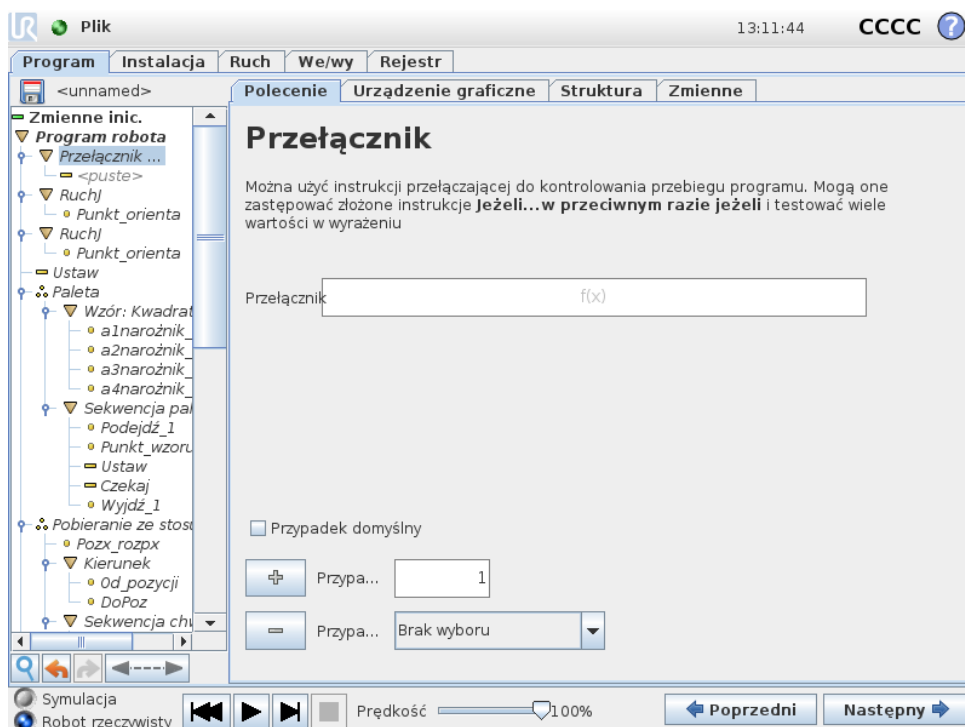 UR Plik 13:11:44 CCCC ?
Program Instalacja Ruch We/wy Rejestr
<unnamed>
Polecenie Urządzenie graficzne Struktura Zmienne
Zmienne inic.
Program robota
Przełącznik ...
<puste>
RuchJ
Punkt_orienta
RuchJ
Punkt_orienta
Ustaw
Paleta
Wzór: Kwadrat
a1narożnik_
a2narożnik_
a3narożnik_
a4narożnik_
Sekwencja pal
Podejdź_1
Punkt_wzoru
Ustaw
Czekaj
Wyjdź_1
Pobieranie ze stosu
Pozx_rozpx
Kierunek
Od_pozycji
DoPoz
Sekwencja chw
Przełącznik
Można użyć instrukcji przełączającej do kontrolowania przebiegu programu. Mogą one
zastępować złożone instrukcje Jeżeli...w przeciwnym razie jeżeli i testować wiele
wartości w wyrażeniu
Przełącznik f(x)
Przypadek domyślny
Przypa... 1
Przypa... Brak wyboru
Symulacja
Robot rzeczywisty
Prędkość 100%
Poprzedni Następny